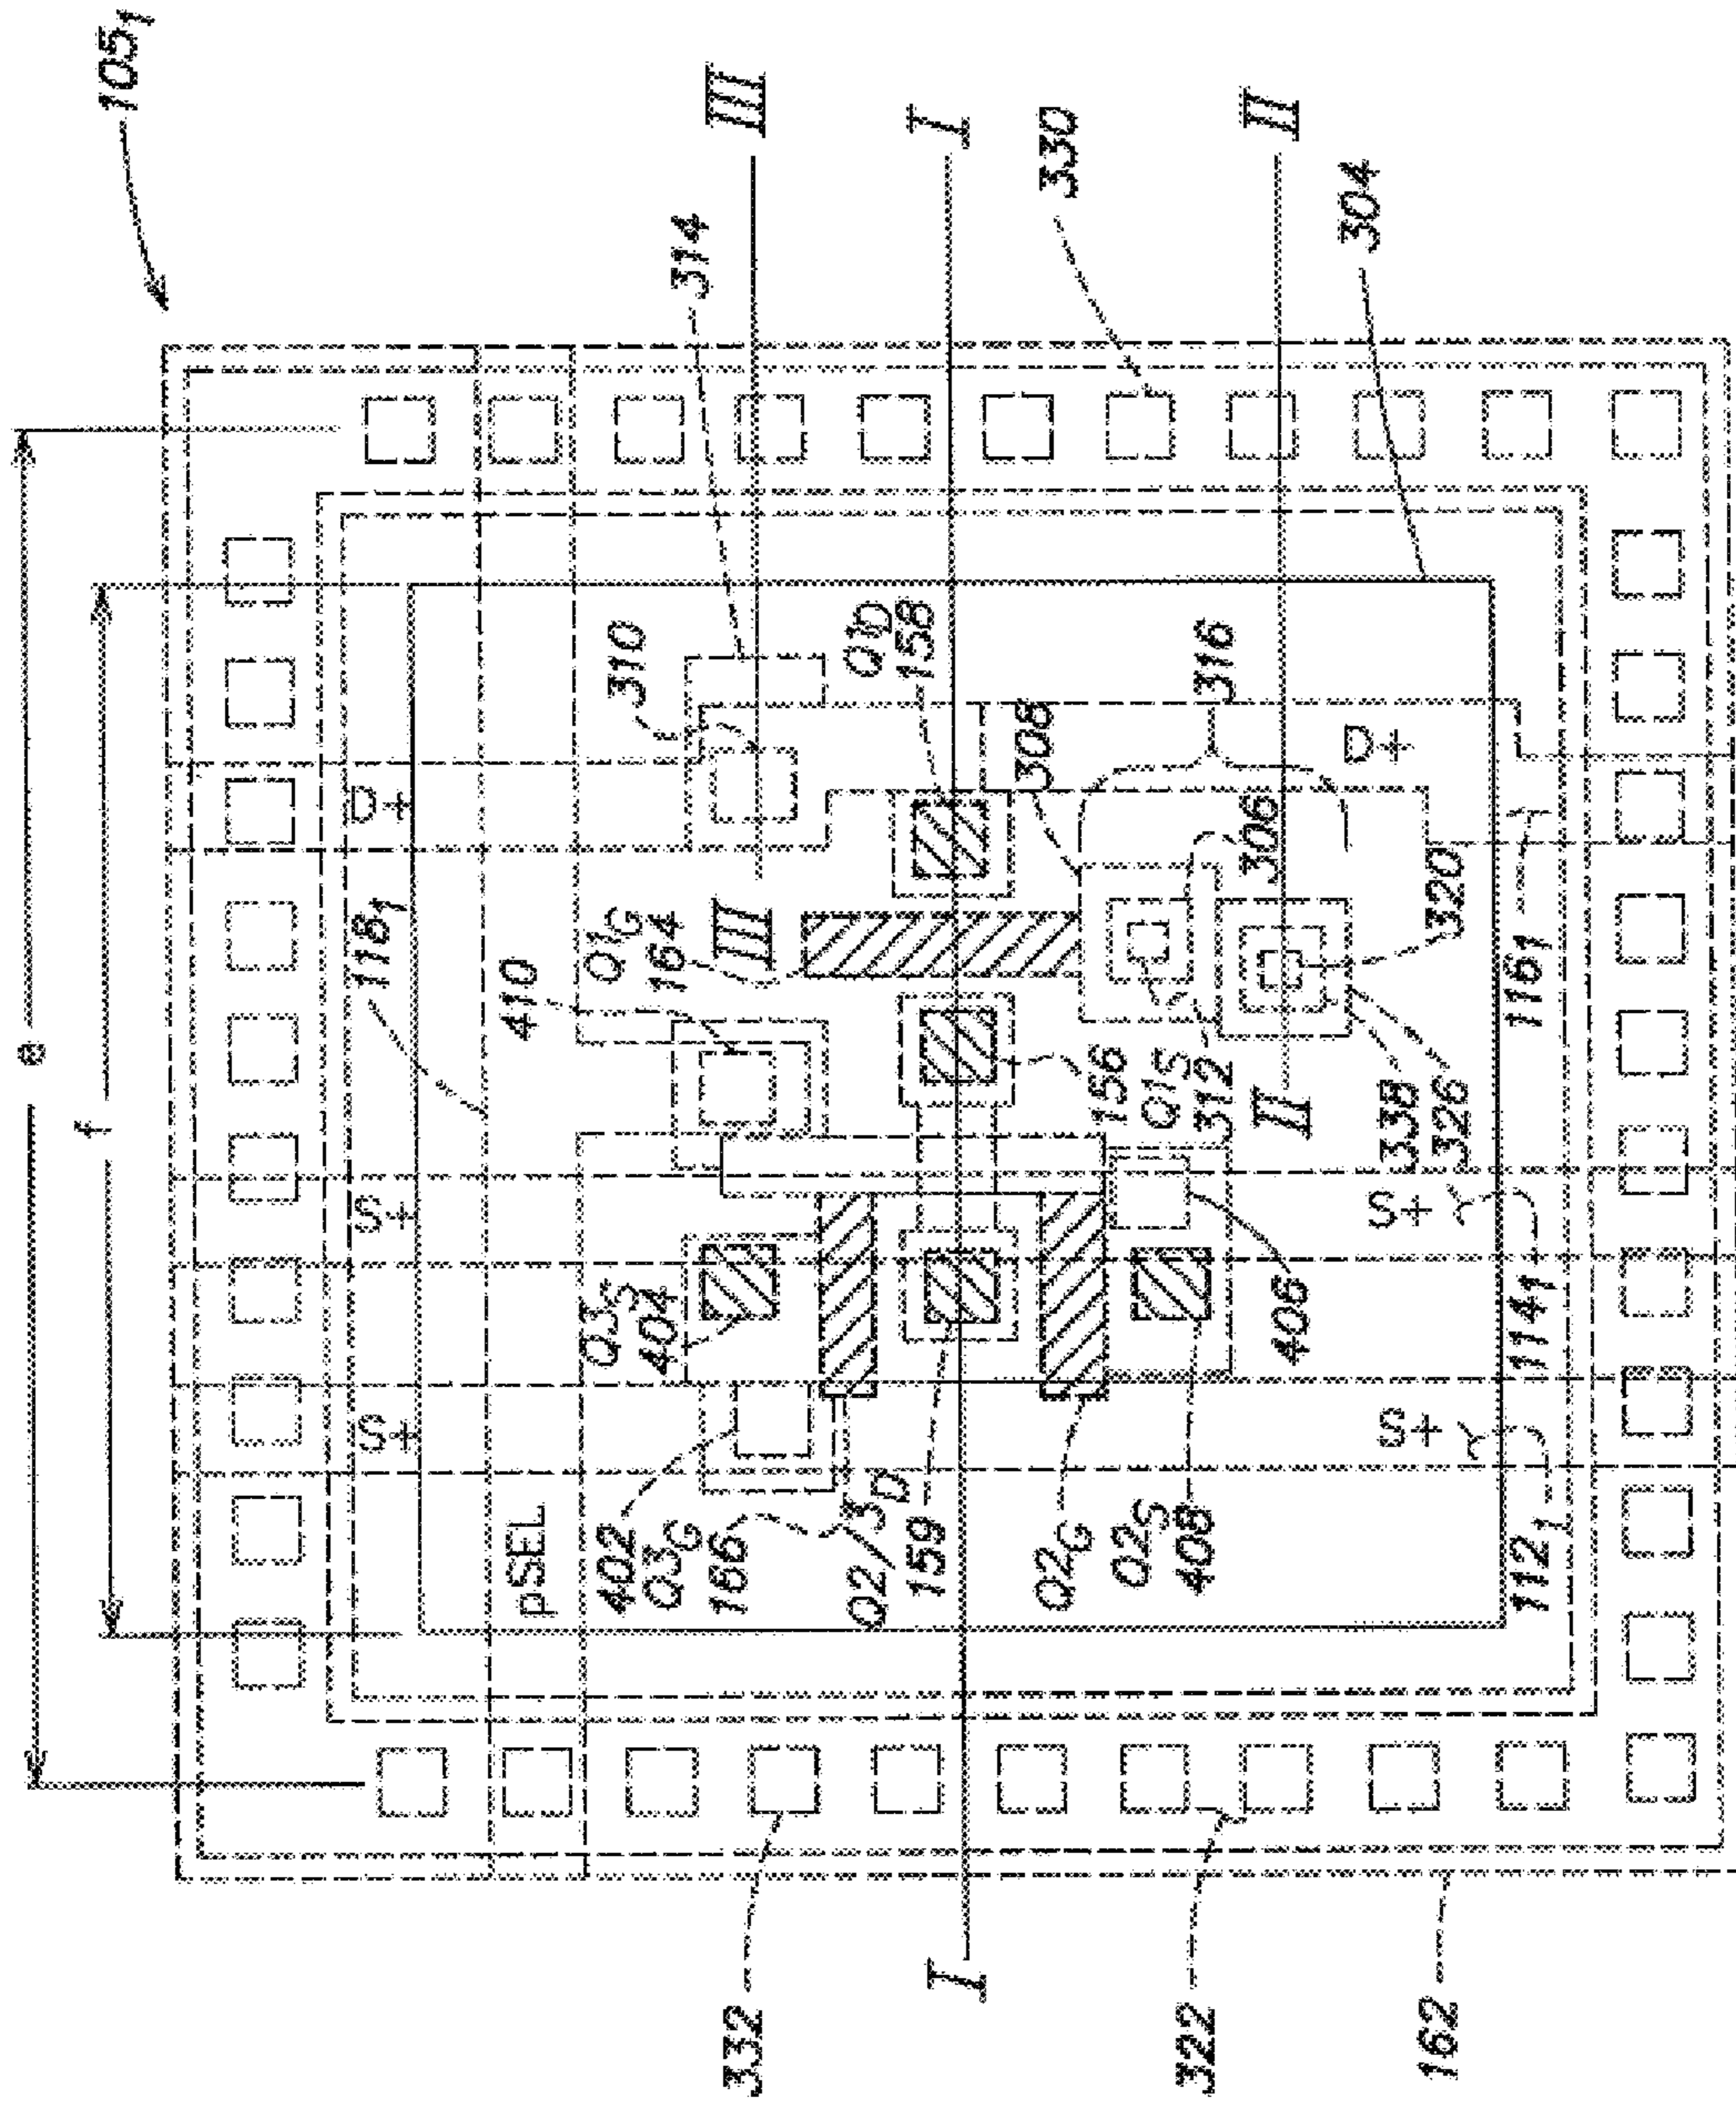 105₁
e
f
III
I
II
314
330
304
310
Q1D
158
316
308
D+
D+
306
320
118₁
410
Q1G
164
III
116₁
156
Q1S
312
II
338
326
S+
S+
Q3S
404
406
114₁
S+
S+
pSEL
402
Q3G
166
Q2/3D
159
Q2G
Q2S
408
112₁
I
332
322
162